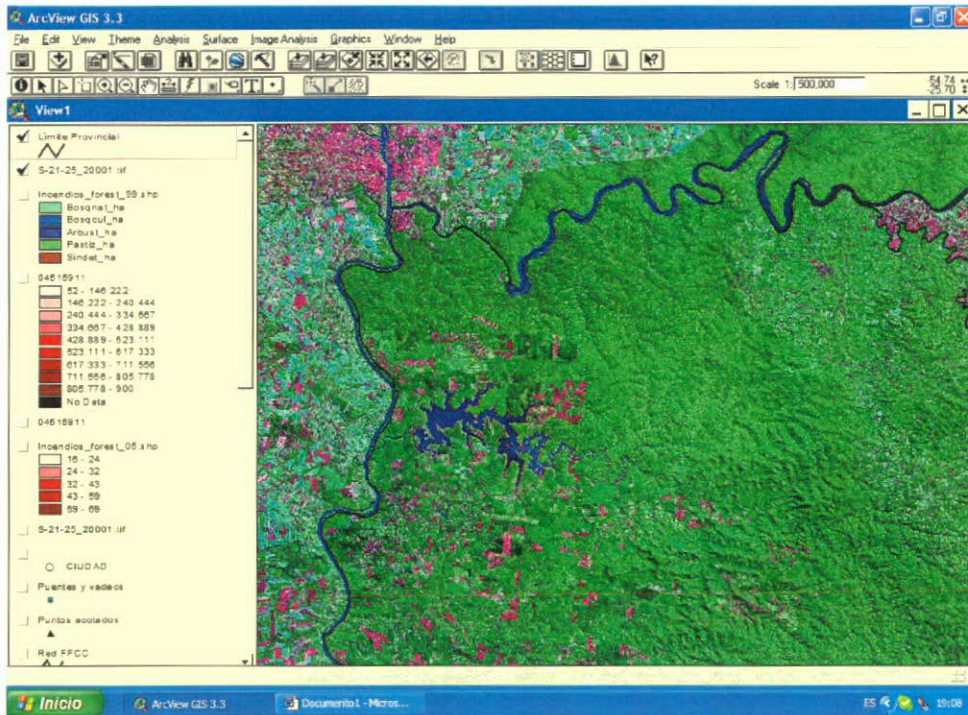 ArcView GIS 3.3
File Edit View Theme Analysis Surface Image Analysis Graphics Window Help
Scale 1: 500,000
-54.74
-25.70
View1
Limite Provincial
S-21-25_20001.tif
Incendios_forest_99.shp
Bosqnat_ha
Bosqcul_ha
Arbust_ha
Pastiz_ha
Sindet_ha
04616911
52 - 146.222
146.222 - 240.444
240.444 - 334.667
334.667 - 428.889
428.889 - 523.111
523.111 - 617.333
617.333 - 711.556
711.556 - 805.778
805.778 - 900
No Data
04616911
Incendios_forest_05.shp
16 - 24
24 - 32
32 - 43
43 - 59
59 - 69
S-21-25_20001.tif
CIUDAD
Puentes y vadeos
Puntos acotados
Red FFCC
Inicio
ArcView GIS 3.3
Documento1 - Micros...
ES
19:08